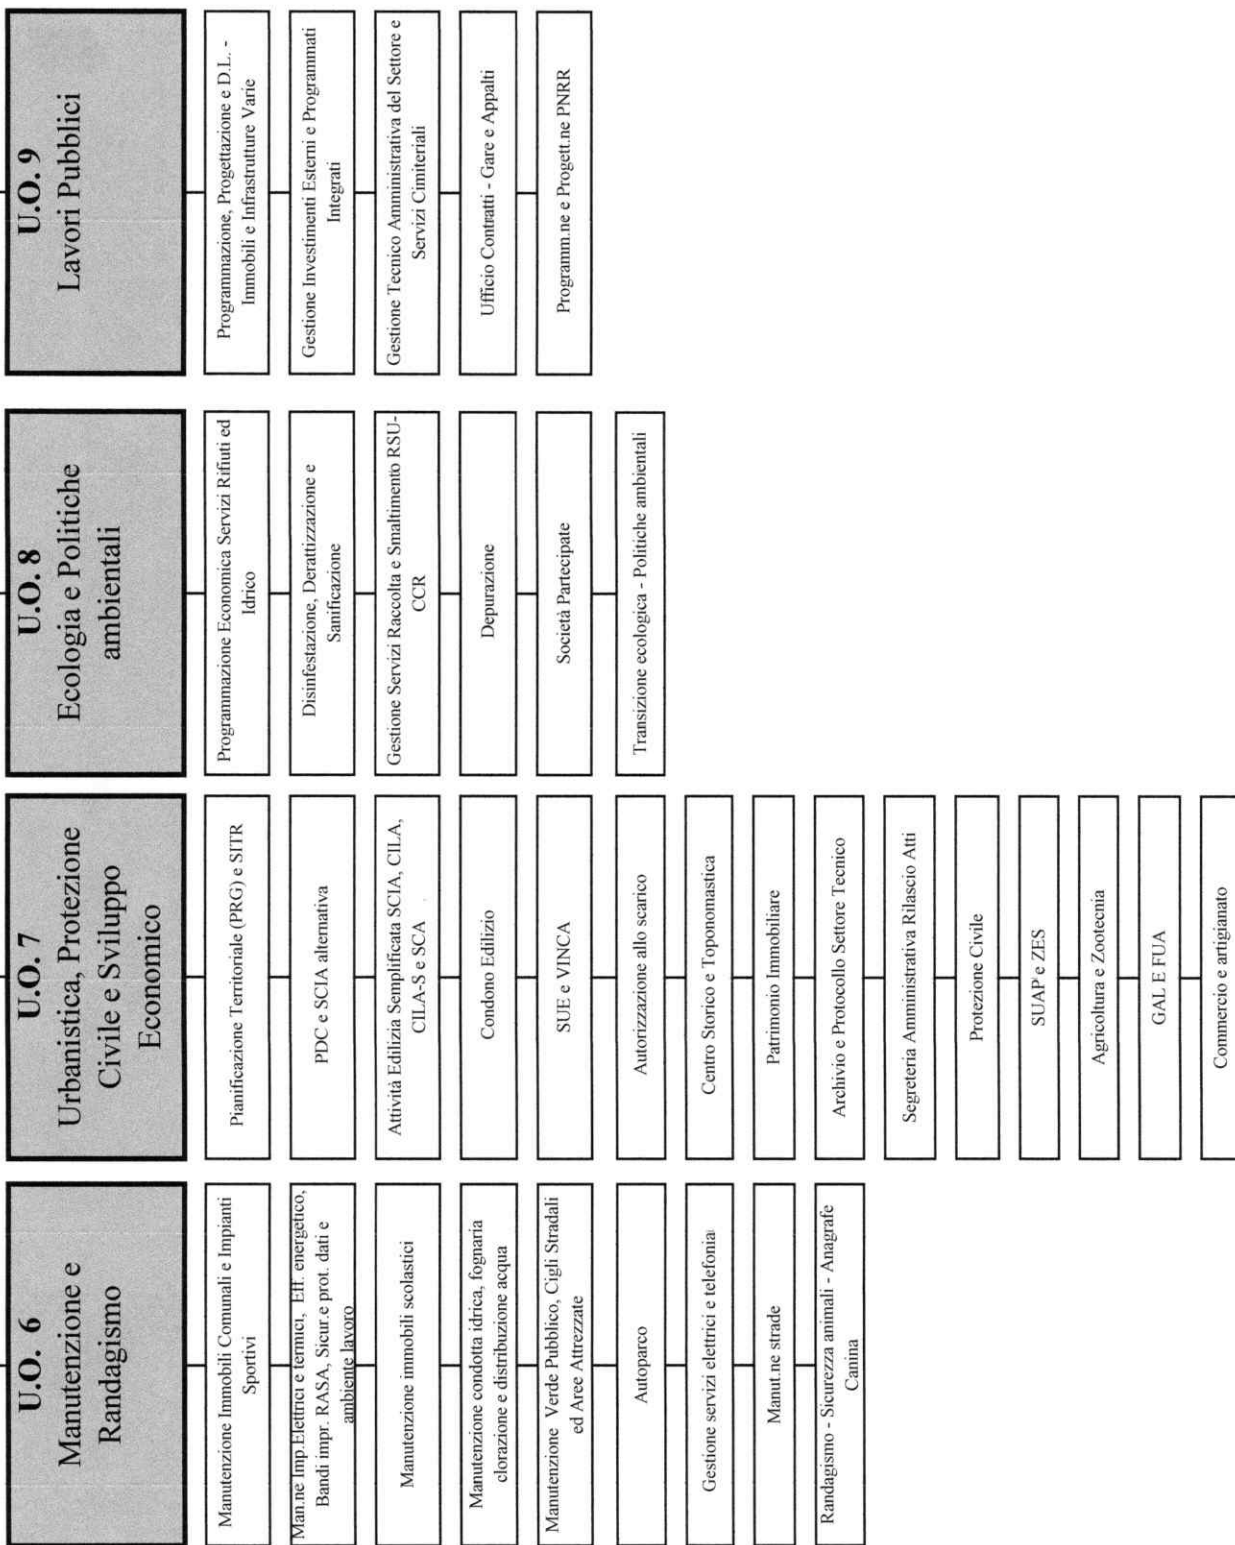 U.O. 6
Manutenzione e
Randagismo
Manutenzione Immobili Comunali e Impianti
Sportivi
Man.ne Imp.Elettrici e termici, Eff. energetico,
Bandi impr. RASA, Sicur.e prot. dati e
ambiente lavoro
Manutenzione immobili scolastici
Manutenzione condotta idrica, fognaria
clorazione e distribuzione acqua
Manutenzione Verde Pubblico, Cigli Stradali
ed Aree Attrezzate
Autoparco
Gestione servizi elettrici e telefonia
Manut.ne strade
Randagismo - Sicurezza animali - Anagrafe
Canina
U.O. 7
Urbanistica, Protezione
Civile e Sviluppo
Economico
Pianificazione Territoriale (PRG) e SITR
PDC e SCIA alternativa
Attività Edilizia Semplificata SCIA, CILA,
CILA-S e SCA
Condono Edilizio
SUE e VINCA
Autorizzazione allo scarico
Centro Storico e Toponomastica
Patrimonio Immobiliare
Archivio e Protocollo Settore Tecnico
Segreteria Amministrativa Rilascio Atti
Protezione Civile
SUAP e ZES
Agricoltura e Zootecnia
GAL E FUA
Commercio e artigianato
U.O. 8
Ecologia e Politiche
ambientali
Programmazione Economica Servizi Rifiuti ed
Idrico
Disinfestazione, Derattizzazione e
Sanificazione
Gestione Servizi Raccolta e Smaltimento RSU-
CCR
Depurazione
Società Partecipate
Transizione ecologica - Politiche ambientali
U.O. 9
Lavori Pubblici
Programmazione, Progettazione e D.L. -
Immobili e Infrastrutture Varie
Gestione Investimenti Esterni e Programmati
Integrati
Gestione Tecnico Amministrativa del Settore e
Servizi Cimiteriali
Ufficio Contratti - Gare e Appalti
Programm.ne e Progett.ne PNRR